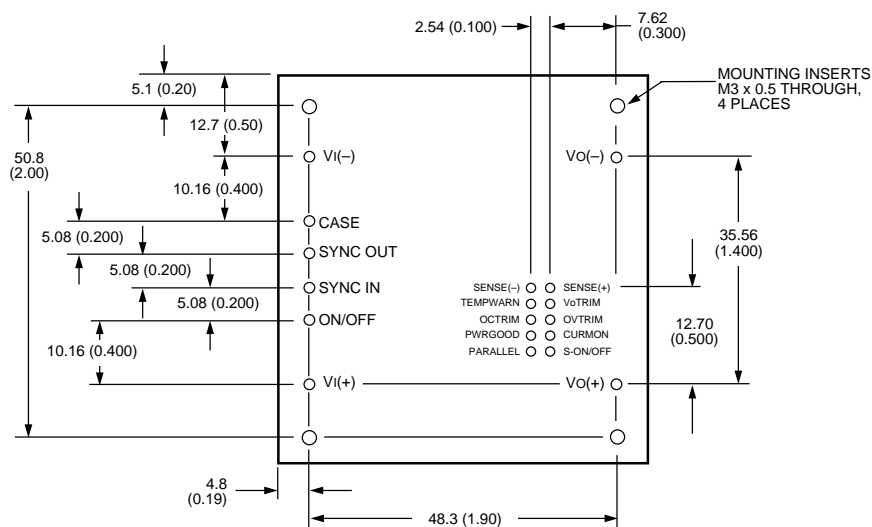 2.54 (0.100)
7.62
(0.300)
5.1 (0.20)
MOUNTING INSERTS
M3 x 0.5 THROUGH,
4 PLACES
12.7 (0.50)
50.8
(2.00)
VI(–)
VO(–)
10.16 (0.400)
CASE
5.08 (0.200)
SYNC OUT
35.56
(1.400)
5.08 (0.200)
SYNC IN
SENSE(–)
SENSE(+)
5.08 (0.200)
TEMPWARN
VoTRIM
ON/OFF
OCTRIM
OVTRIM
12.70
(0.500)
PWRGOOD
CURMON
10.16 (0.400)
PARALLEL
S-ON/OFF
VI(+)
VO(+)
4.8
(0.19)
48.3 (1.90)